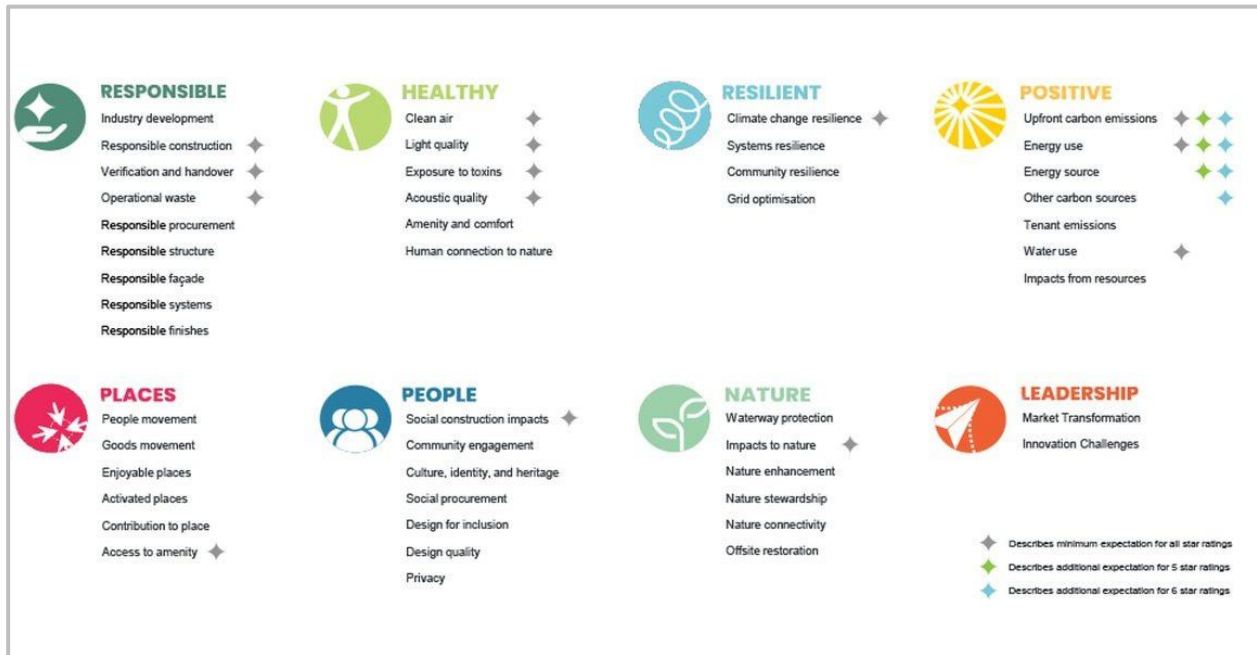 RESPONSIBLE
Industry development
Responsible construction
Verification and handover
Operational waste
Responsible procurement
Responsible structure
Responsible façade
Responsible systems
Responsible finishes
HEALTHY
Clean air
Light quality
Exposure to toxins
Acoustic quality
Amenity and comfort
Human connection to nature
RESILIENT
Climate change resilience
Systems resilience
Community resilience
Grid optimisation
POSITIVE
Upfront carbon emissions
Energy use
Energy source
Other carbon sources
Tenant emissions
Water use
Impacts from resources
PLACES
People movement
Goods movement
Enjoyable places
Activated places
Contribution to place
Access to amenity
PEOPLE
Social construction impacts
Community engagement
Culture, identity, and heritage
Social procurement
Design for inclusion
Design quality
Privacy
NATURE
Waterway protection
Impacts to nature
Nature enhancement
Nature stewardship
Nature connectivity
Offsite restoration
LEADERSHIP
Market Transformation
Innovation Challenges
Describes minimum expectation for all star ratings
Describes additional expectation for 5 star ratings
Describes additional expectation for 6 star ratings